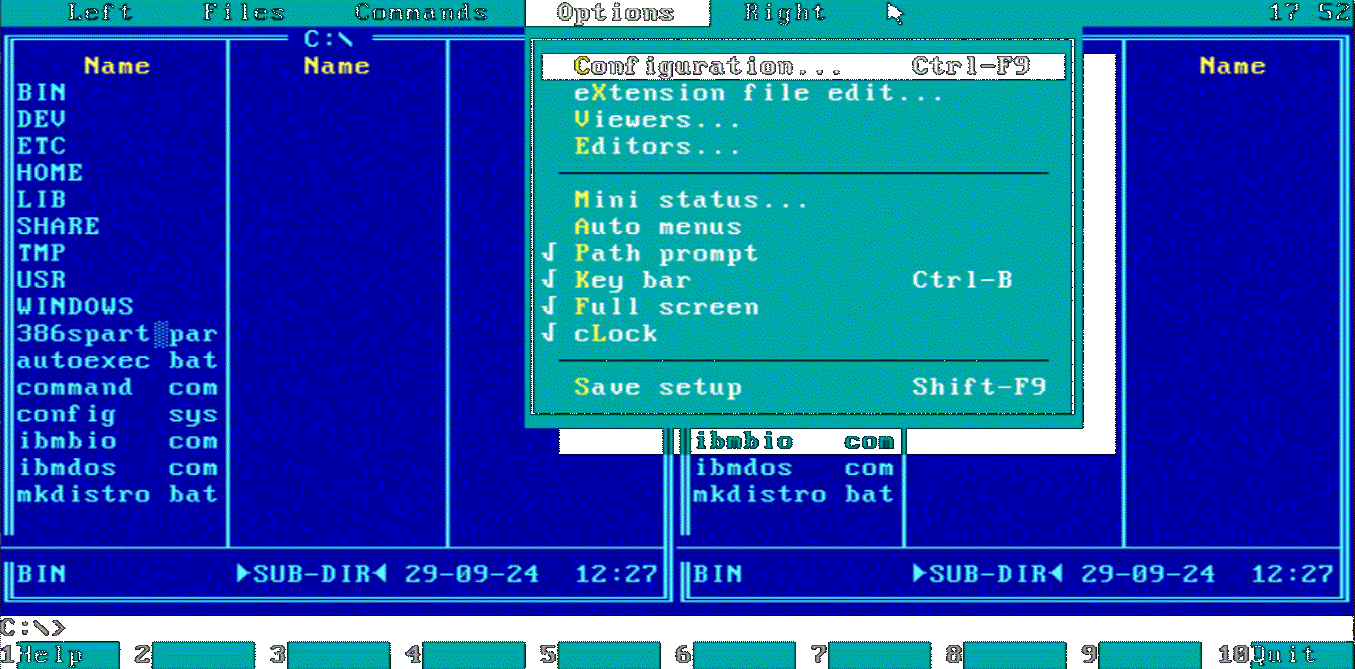 Left Files Commands Options Right 17 52
C:\
Name Name Name
BIN
DEV
ETC
HOME
LIB
SHARE
TMP
USR
WINDOWS
386spart░par
autoexec bat
command com
config sys
ibmbio com
ibmdos com
mkdistro bat
Configuration... Ctrl-F9
eXtension file edit...
Viewers...
Editors...
Mini status...
Auto menus
√ Path prompt
√ Key bar Ctrl-B
√ Full screen
√ cLock
Save setup Shift-F9
ibmbio com
ibmdos com
mkdistro bat
BIN ►SUB-DIR◄ 29-09-24 12:27
BIN ►SUB-DIR◄ 29-09-24 12:27
C:\>
1Help 2 3 4 5 6 7 8 9 10Quit